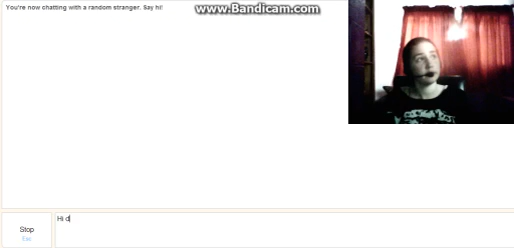 You're now chatting with a random stranger. Say hi!
www.Bandicam.com
Hi d
Stop
Esc